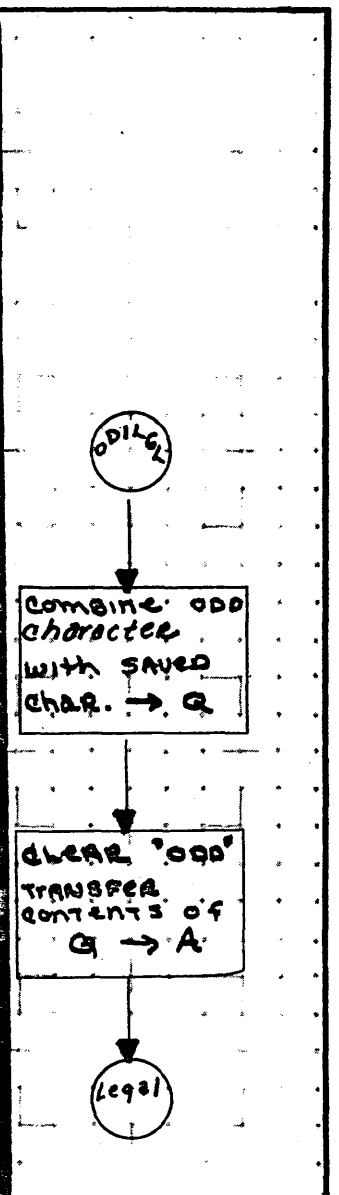 ODILGL
Combine ODD
character
with SAVED
Char. → Q
CLEAR "ODD"
TRANSFER
contents of
Q → A
Legal